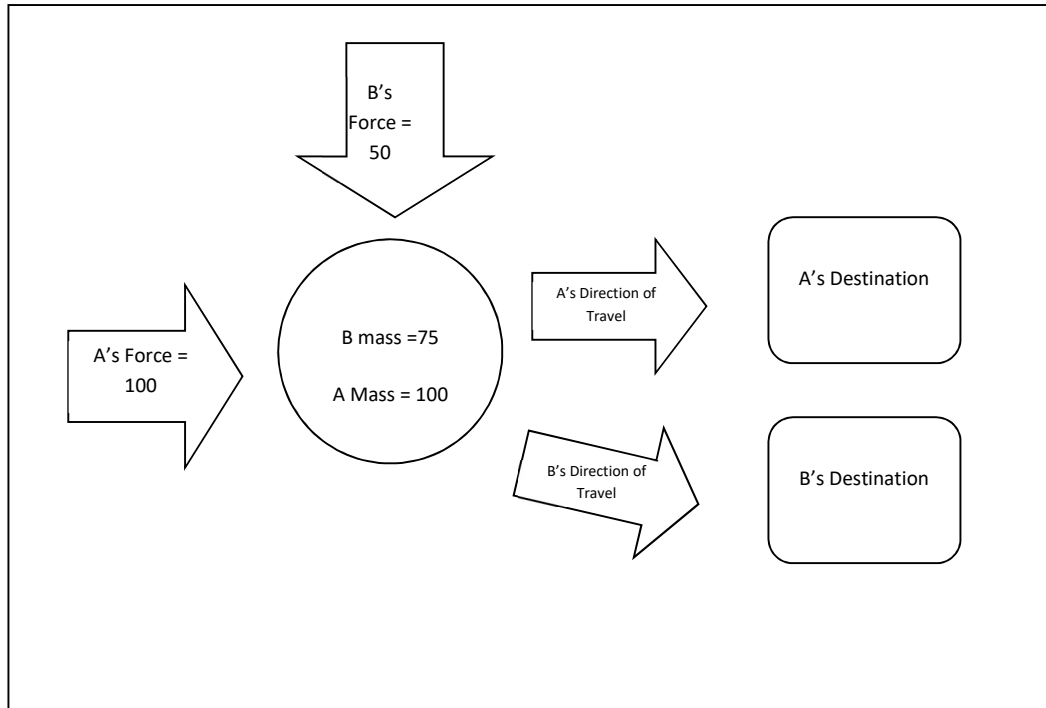 B's
Force =
50
A's Force =
100
B mass =75
A Mass = 100
A's Direction of
Travel
B's Direction of
Travel
A's Destination
B's Destination